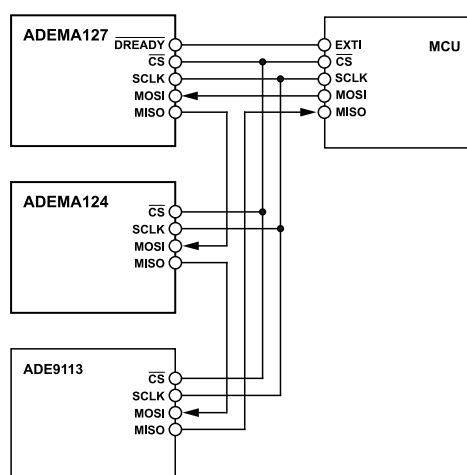 ADEMA127
DREADY
CS
SCLK
MOSI
MISO
MCU
EXTI
CS
SCLK
MOSI
MISO
ADEMA124
CS
SCLK
MOSI
MISO
ADE9113
CS
SCLK
MOSI
MISO